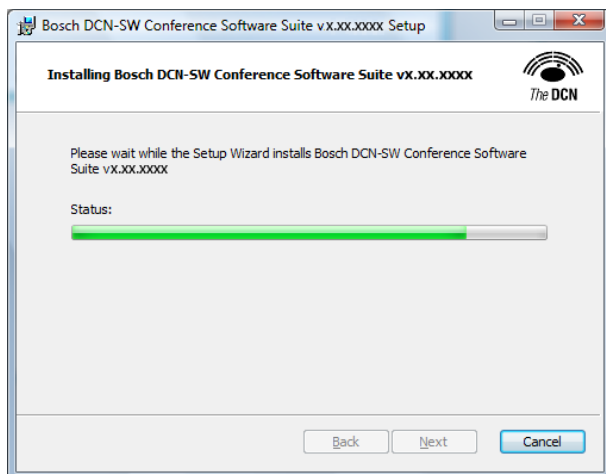 Bosch DCN-SW Conference Software Suite vx.xx.xxxx Setup
Installing Bosch DCN-SW Conference Software Suite vx.xx.xxxx
The DCN
Please wait while the Setup Wizard installs Bosch DCN-SW Conference Software
Suite vx.xx.xxxx
Status:
Back Next Cancel